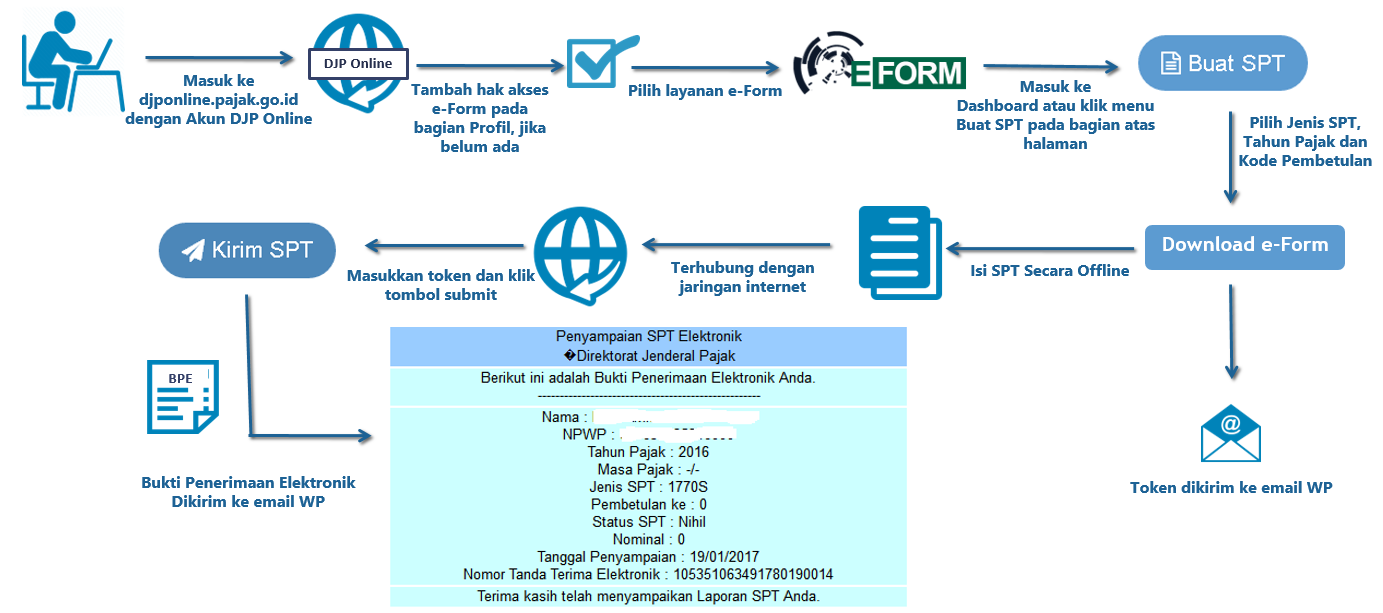 Masuk ke
djponline.pajak.go.id
dengan Akun DJP Online
DJP Online
Tambah hak akses
e-Form pada
bagian Profil, jika
belum ada
Pilih layanan e-Form
EFORM
Masuk ke
Dashboard atau klik menu
Buat SPT pada bagian atas
halaman
Buat SPT
Pilih Jenis SPT,
Tahun Pajak dan
Kode Pembetulan
Download e-Form
Token dikirim ke email WP
Isi SPT Secara Offline
Terhubung dengan
jaringan internet
Masukkan token dan klik
tombol submit
Kirim SPT
BPE
Bukti Penerimaan Elektronik
Dikirim ke email WP
Penyampaian SPT Elektronik
�Direktorat Jenderal Pajak
Berikut ini adalah Bukti Penerimaan Elektronik Anda.
--------------------------------------------------
Nama :
NPWP :
Tahun Pajak : 2016
Masa Pajak : -/-
Jenis SPT : 1770S
Pembetulan ke : 0
Status SPT : Nihil
Nominal : 0
Tanggal Penyampaian : 19/01/2017
Nomor Tanda Terima Elektronik : 105351063491780190014
Terima kasih telah menyampaikan Laporan SPT Anda.